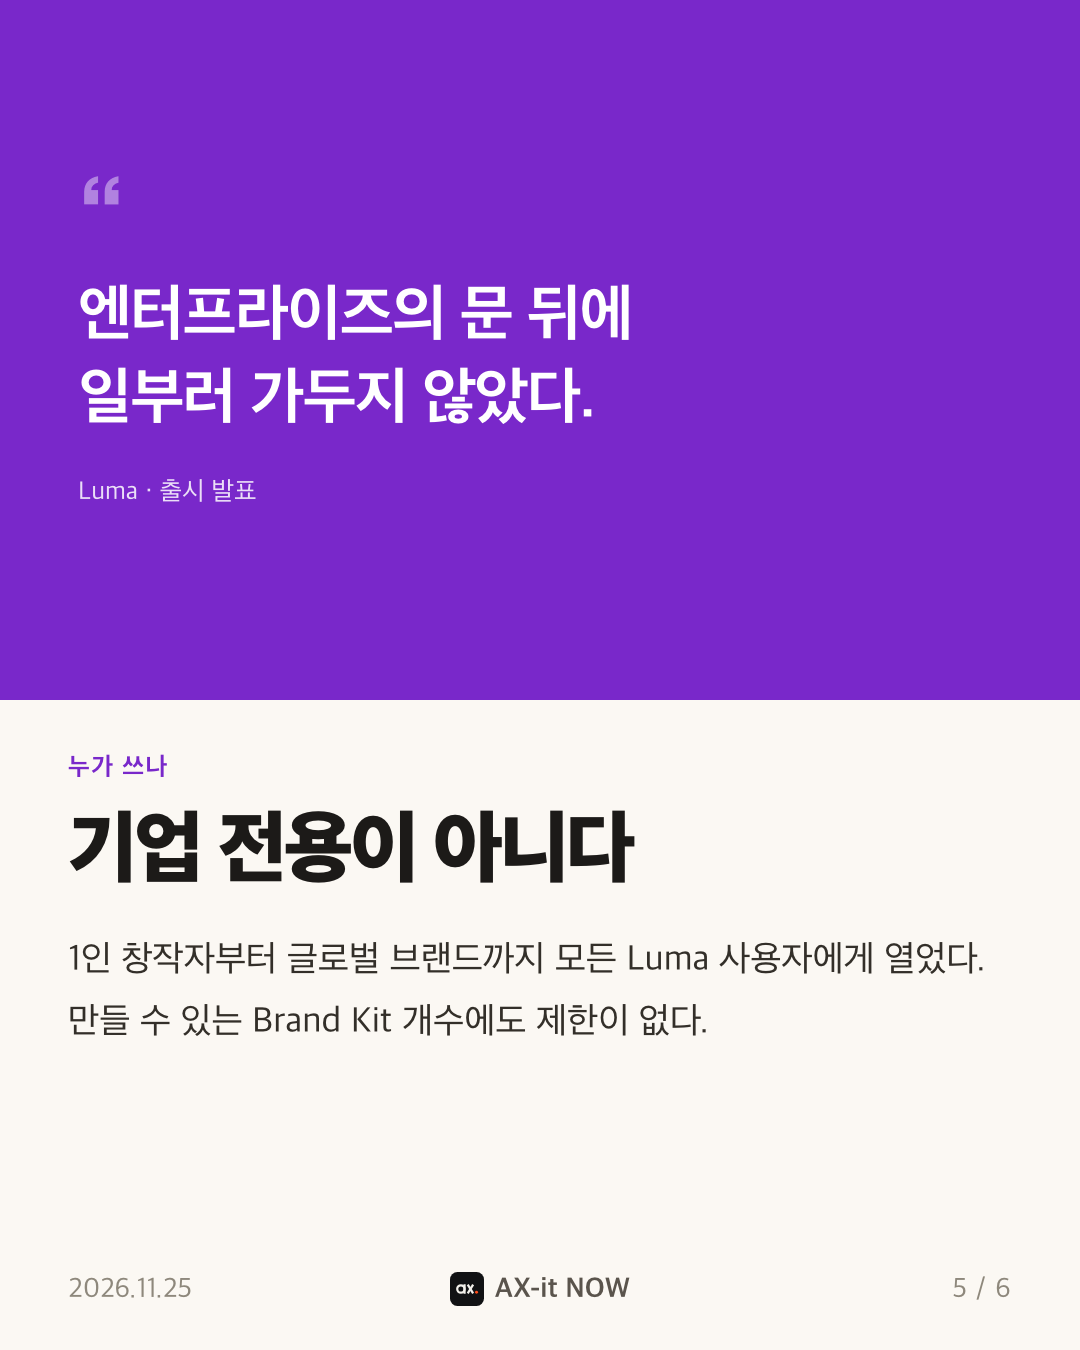 “
엔터프라이즈의 문 뒤에
일부러 가두지 않았다.
Luma · 출시 발표
누가 쓰나
기업 전용이 아니다
1인 창작자부터 글로벌 브랜드까지 모든 Luma 사용자에게 열었다.
만들 수 있는 Brand Kit 개수에도 제한이 없다.
2026.11.25
ax. AX-it NOW
5 / 6